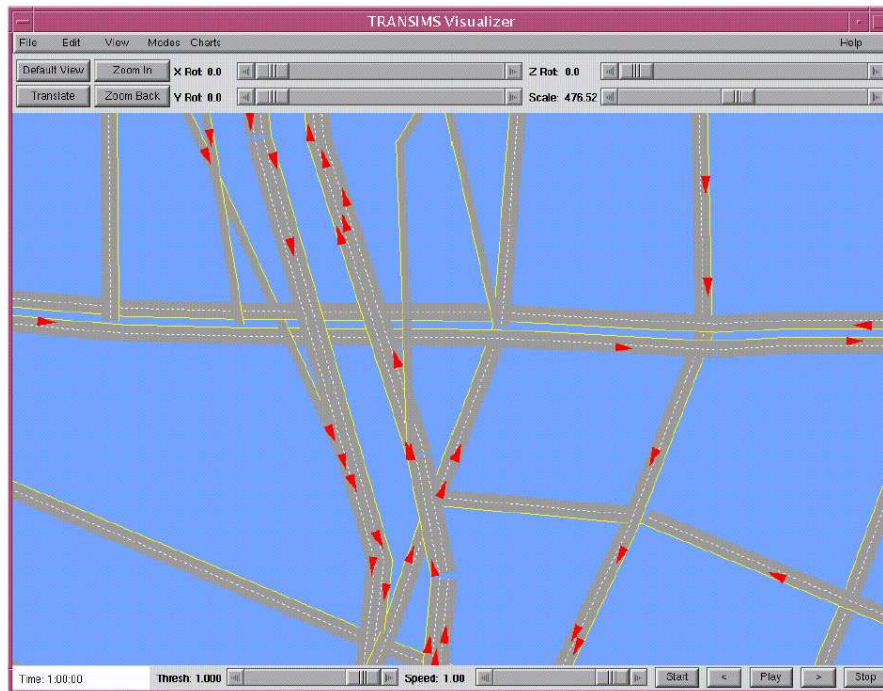 TRANSIMS Visualizer
File Edit View Modes Charts Help
Default View Zoom In X Rot: 0.0 Z Rot: 0.0
Translate Zoom Back Y Rot: 0.0 Scale: 476.52
Time: 1:00:00 Thresh: 1.000 Speed: 1.00 Start < Play > Stop